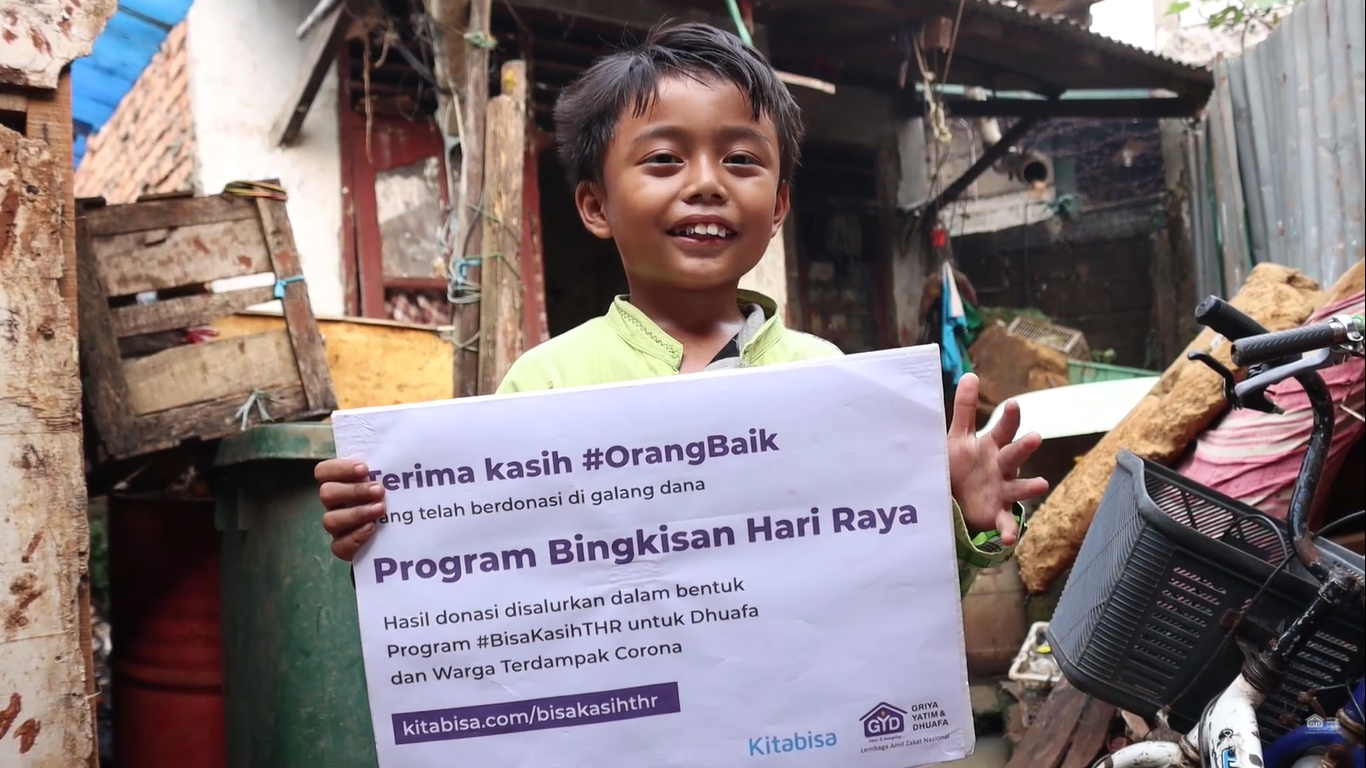 Terima kasih #OrangBaik
yang telah berdonasi di galang dana
Program Bingkisan Hari Raya
Hasil donasi disalurkan dalam bentuk
Program #BisaKasihTHR untuk Dhuafa
dan Warga Terdampak Corona
kitabisa.com/bisakasihthr
Kitabisa
GYD
GRIYA
YATIM &
DHUAFA
Lembaga Amil Zakat Nasional